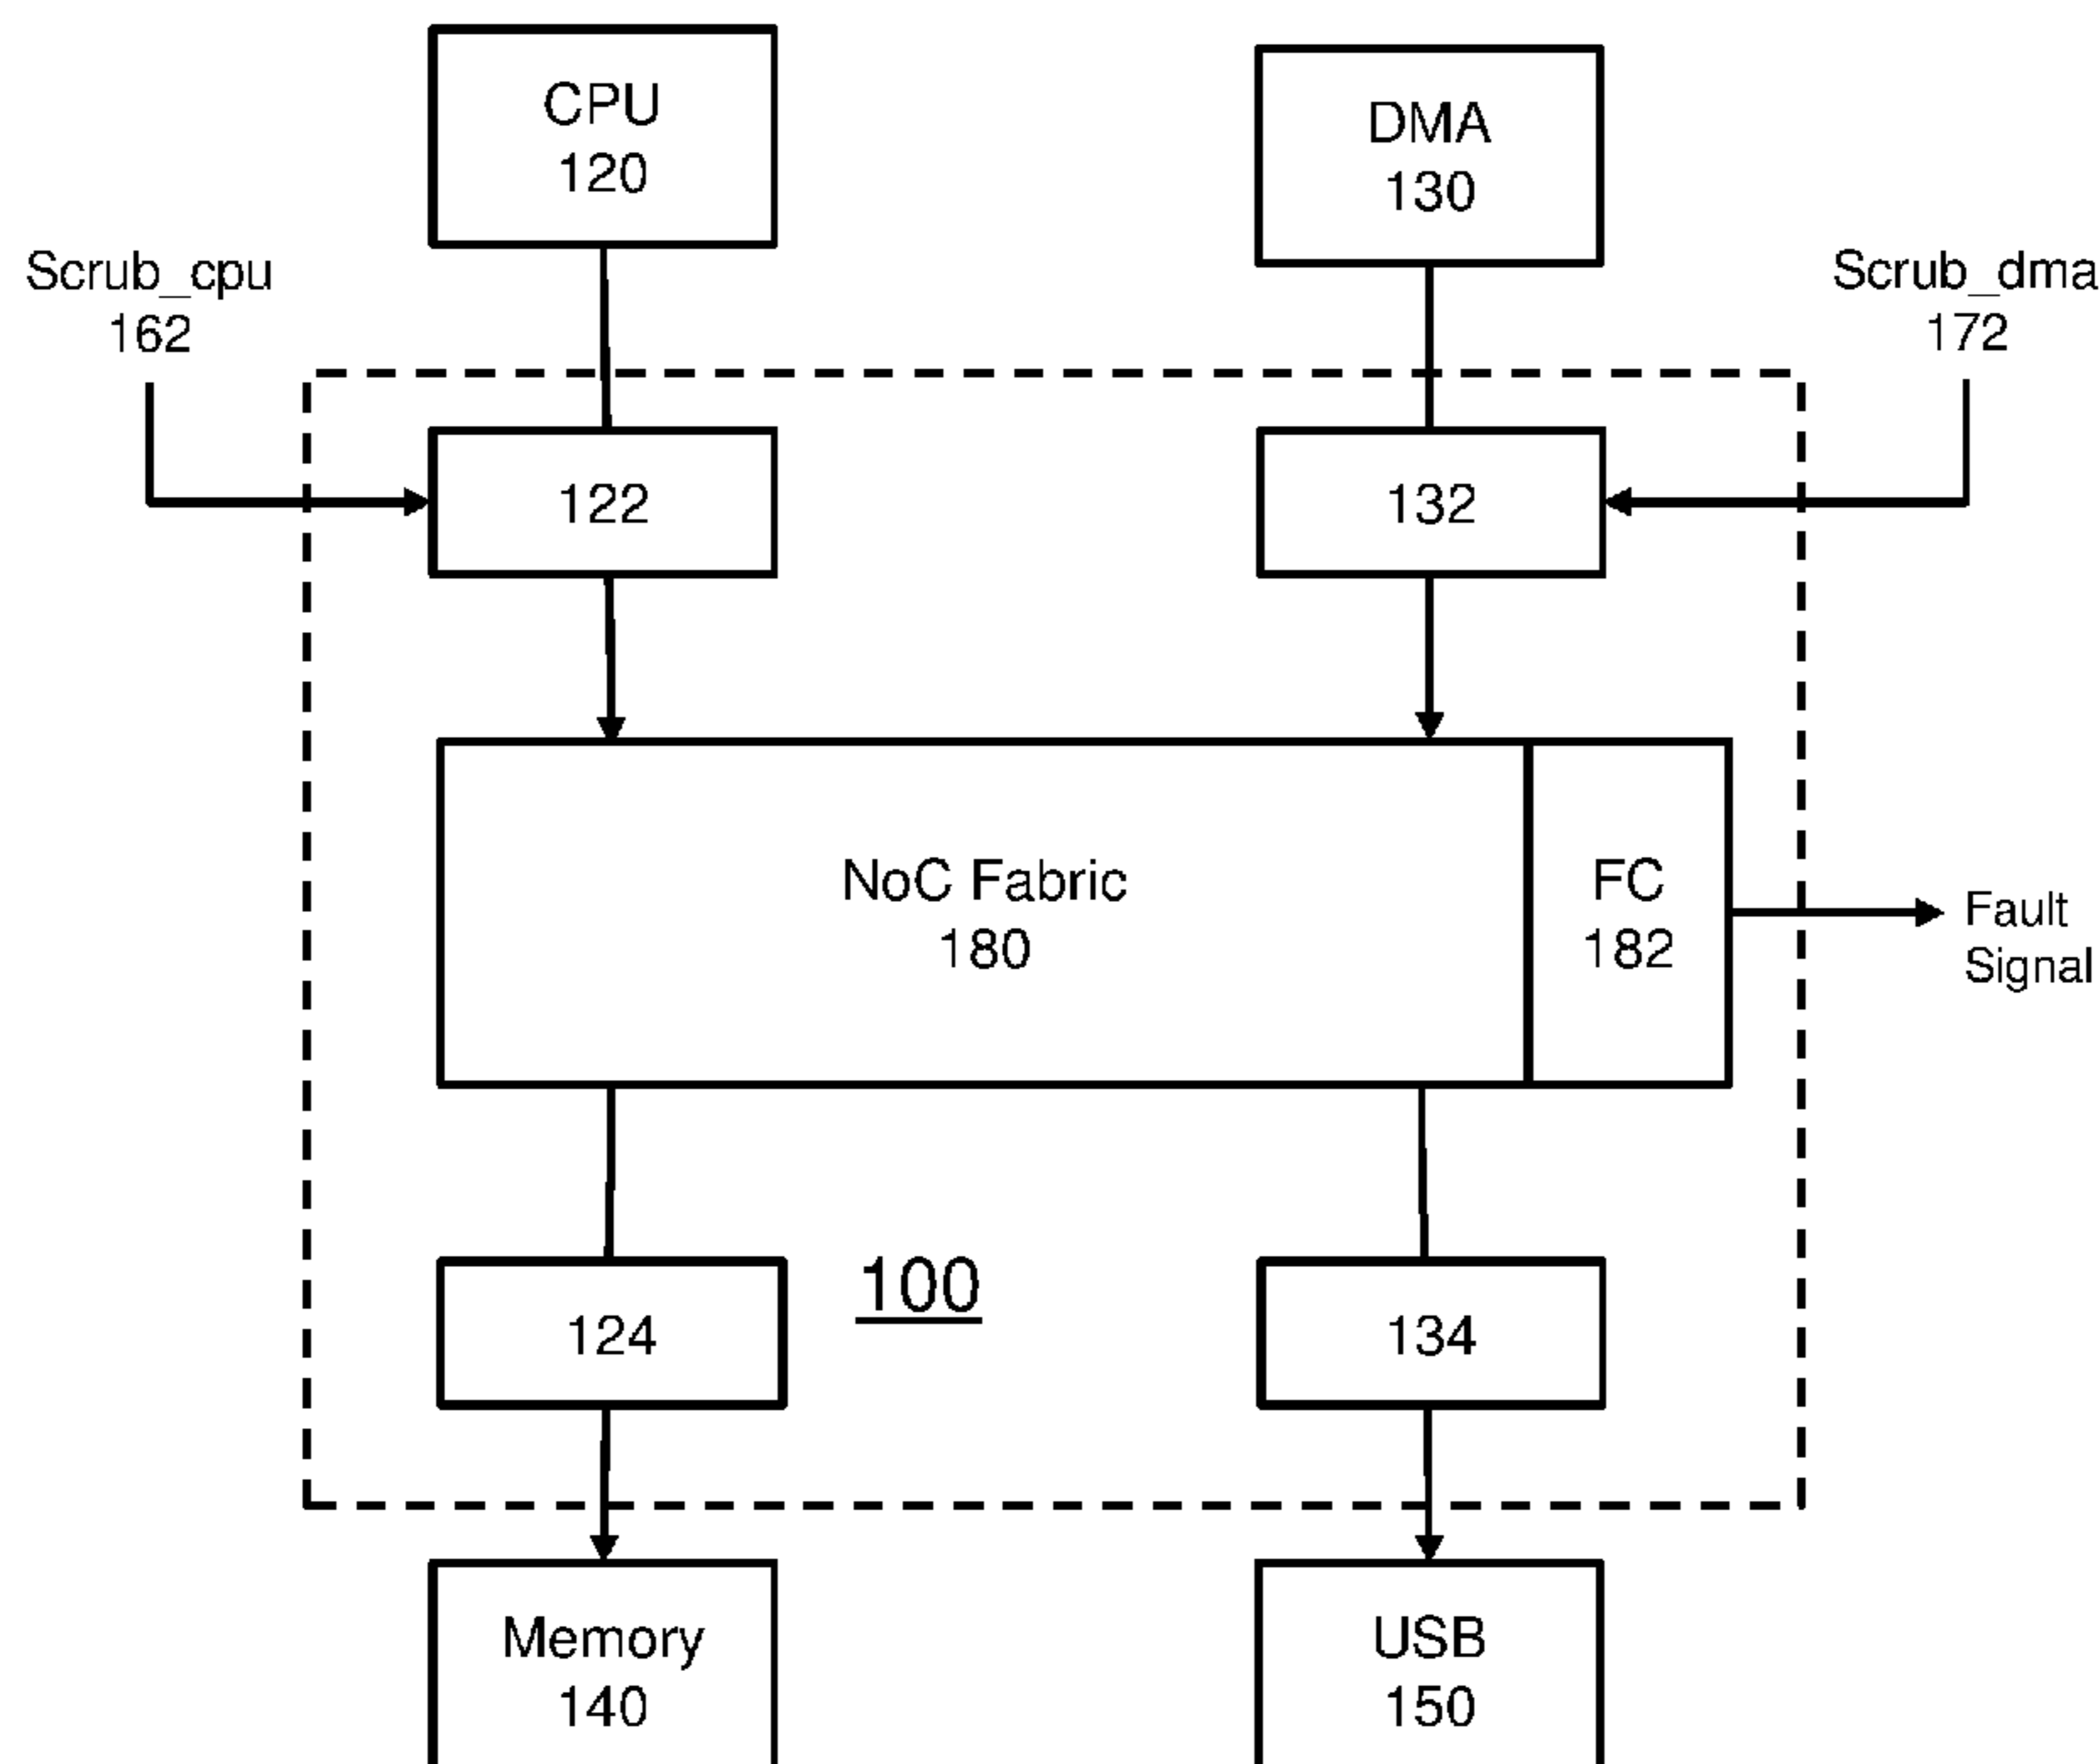 CPU
120
DMA
130
Scrub_cpu
162
Scrub_dma
172
122
132
NoC Fabric
180
FC
182
Fault
Signal
124
100
134
Memory
140
USB
150